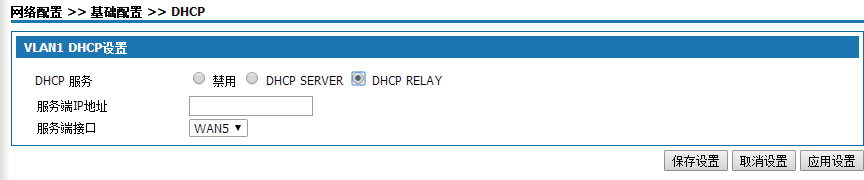 网络配置 >> 基础配置 >> DHCP
VLAN1 DHCP设置
DHCP 服务 禁用 DHCP SERVER DHCP RELAY
服务端IP地址
服务端接口 WAN5
保存设置 取消设置 应用设置